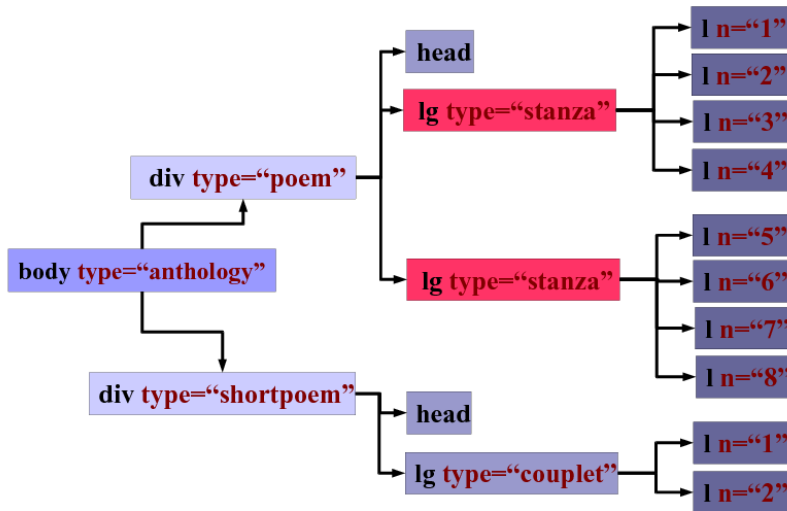 body type=“anthology”
div type=“poem”
head
lg type=“stanza”
l n=“1”
l n=“2”
l n=“3”
l n=“4”
lg type=“stanza”
l n=“5”
l n=“6”
l n=“7”
l n=“8”
div type=“shortpoem”
head
lg type=“couplet”
l n=“1”
l n=“2”